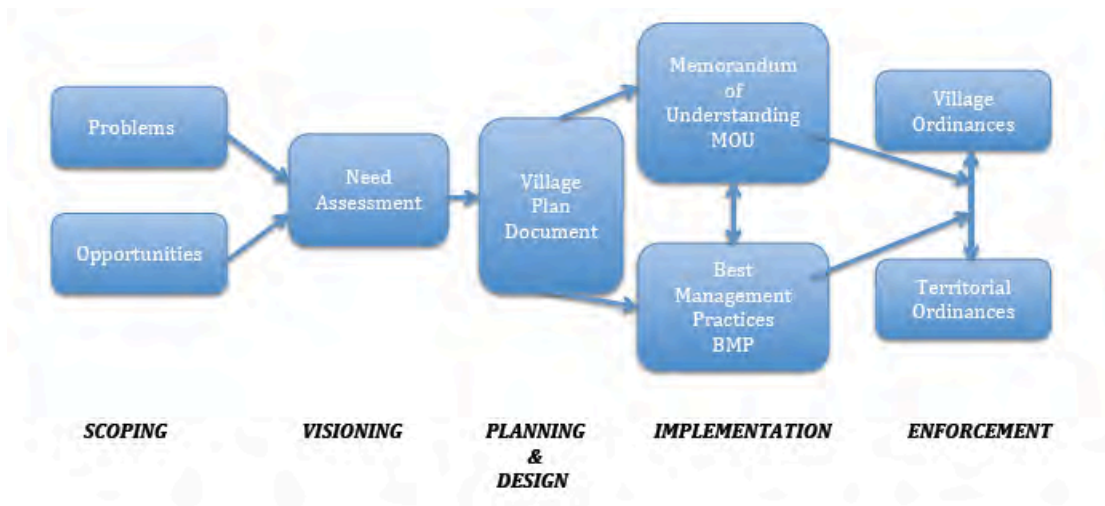 Problems
Opportunities
Need
Assessment
Village
Plan
Document
Memorandum
of
Understanding
MOU
Best
Management
Practices
BMP
Village
Ordinances
Territorial
Ordinances
SCOPING
VISIONING
PLANNING
&
DESIGN
IMPLEMENTATION
ENFORCEMENT